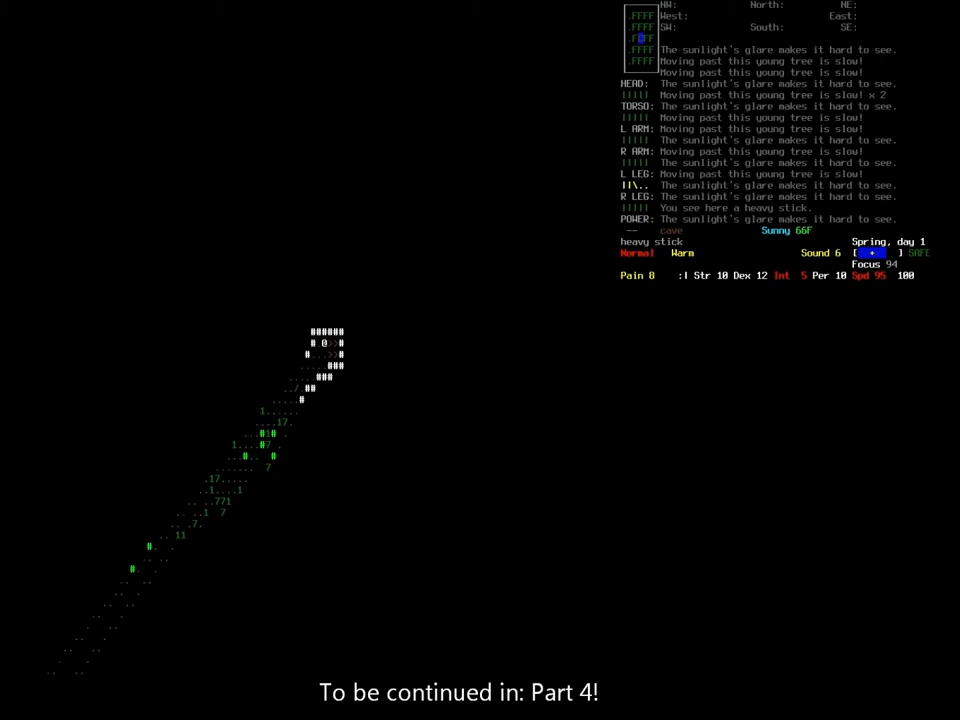 NW: North: NE:
.FFFF West: East:
.FFFF SW: South: SE:
.FFFF The sunlight's glare makes it hard to see.
.FFFF Moving past this young tree is slow!
Moving past this young tree is slow!
HEAD: The sunlight's glare makes it hard to see.
||||| Moving past this young tree is slow! x 2
TORSO: The sunlight's glare makes it hard to see.
||||| Moving past this young tree is slow!
L ARM: The sunlight's glare makes it hard to see.
||||| Moving past this young tree is slow!
R ARM: Moving past this young tree is slow!
||||| The sunlight's glare makes it hard to see.
L LEG: Moving past this young tree is slow!
||\.. The sunlight's glare makes it hard to see.
R LEG: The sunlight's glare makes it hard to see.
||||| You see here a heavy stick.
POWER: The sunlight's glare makes it hard to see.
-- cave Sunny 66F
heavy stick Spring, day 1
Normal Warm Sound 6 [ + ] SAFE
Focus 94
Pain 8 :| Str 10 Dex 12 Int 5 Per 10 Spd 95 100
To be continued in: Part 4!